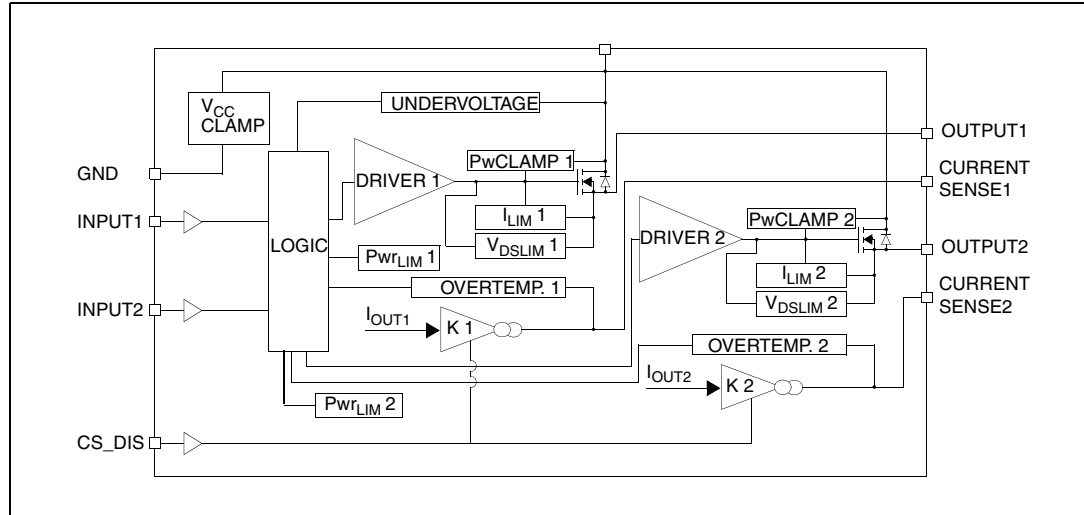 V_CC
CLAMP
UNDERVOLTAGE
OUTPUT1
PwCLAMP 1
GND
DRIVER 1
CURRENT
SENSE1
INPUT1
I_LIM 1
PwCLAMP 2
LOGIC
DRIVER 2
V_DSLIM 1
OUTPUT2
Pwr_LIM 1
I_LIM 2
OVERTEMP. 1
V_DSLIM 2
CURRENT
SENSE2
INPUT2
I_OUT1
K 1
OVERTEMP. 2
I_OUT2
K 2
Pwr_LIM 2
CS_DIS